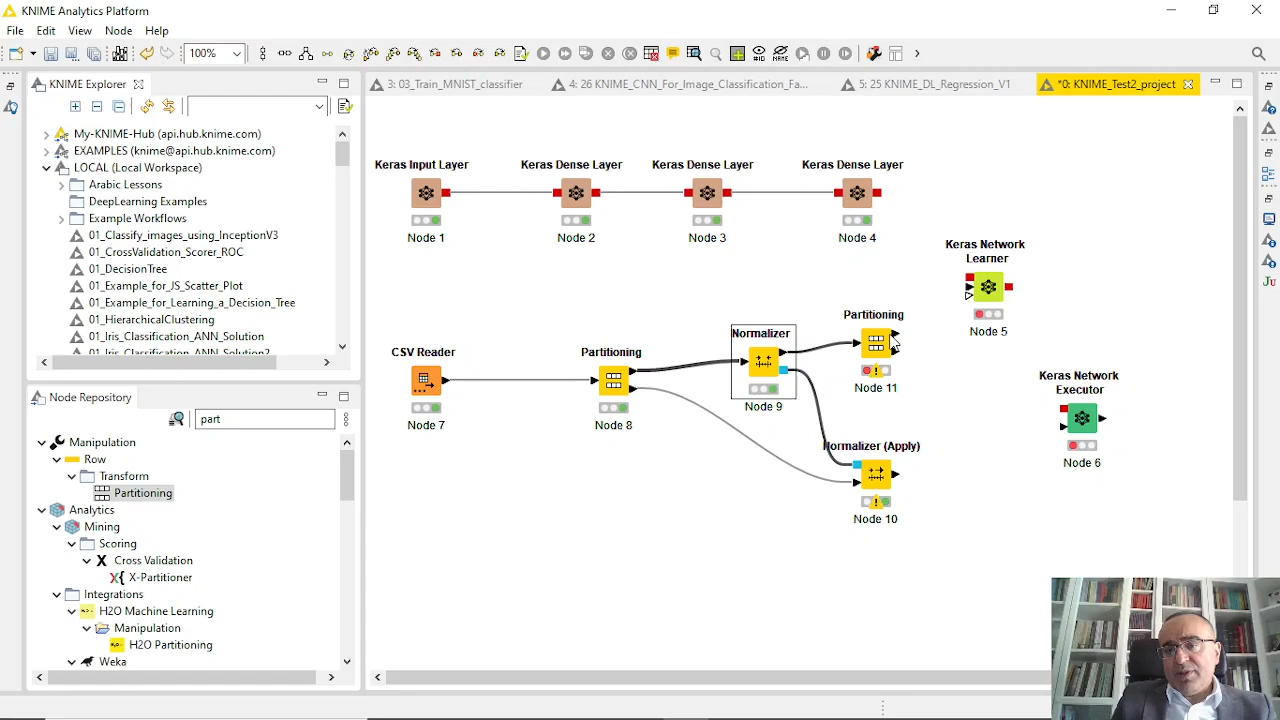 KNIME Analytics Platform
File Edit View Node Help
100%
KNIME Explorer
3: 03_Train_MNIST_classifier
4: 26 KNIME_CNN_For_Image_Classification_Fa...
5: 25 KNIME_DL_Regression_V1
*0: KNIME_Test2_project
My-KNIME-Hub (api.hub.knime.com)
EXAMPLES (knime@api.hub.knime.com)
LOCAL (Local Workspace)
Arabic Lessons
DeepLearning Examples
Example Workflows
01_Classify_images_using_InceptionV3
01_CrossValidation_Scorer_ROC
01_DecisionTree
01_Example_for_JS_Scatter_Plot
01_Example_for_Learning_a_Decision_Tree
01_HierarchicalClustering
01_Iris_Classification_ANN_Solution
01_Iris_Classification_ANN_Solution2
Node Repository
part
Manipulation
Row
Transform
Partitioning
Analytics
Mining
Scoring
Cross Validation
X-Partitioner
Integrations
H2O Machine Learning
Manipulation
H2O Partitioning
Weka
Keras Input Layer
Keras Dense Layer
Keras Dense Layer
Keras Dense Layer
Node 1
Node 2
Node 3
Node 4
Keras Network
Learner
Node 5
CSV Reader
Node 7
Partitioning
Node 8
Normalizer
Node 9
Partitioning
Node 11
Normalizer (Apply)
Node 10
Keras Network
Executor
Node 6
Ju